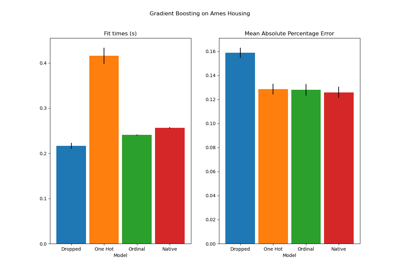 Gradient Boosting on Ames Housing
Fit times (s)
Mean Absolute Percentage Error
0.4
0.3
0.2
0.1
0.0
0.16
0.14
0.12
0.10
0.08
0.06
0.04
0.02
0.00
Dropped One Hot Ordinal Native
Dropped One Hot Ordinal Native
Model
Model